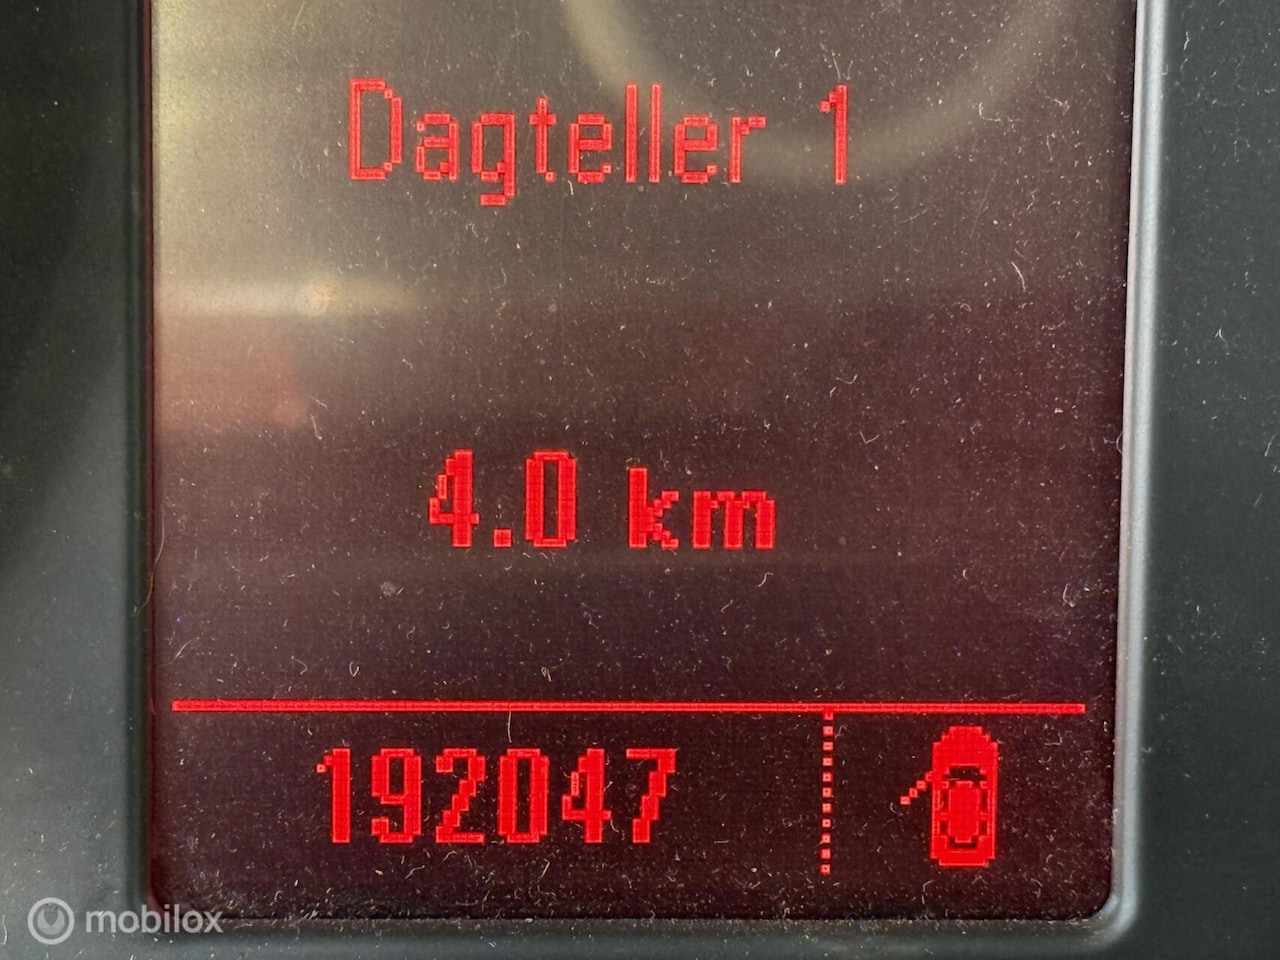 Dagteller 1
4.0 km
192047
mobilox